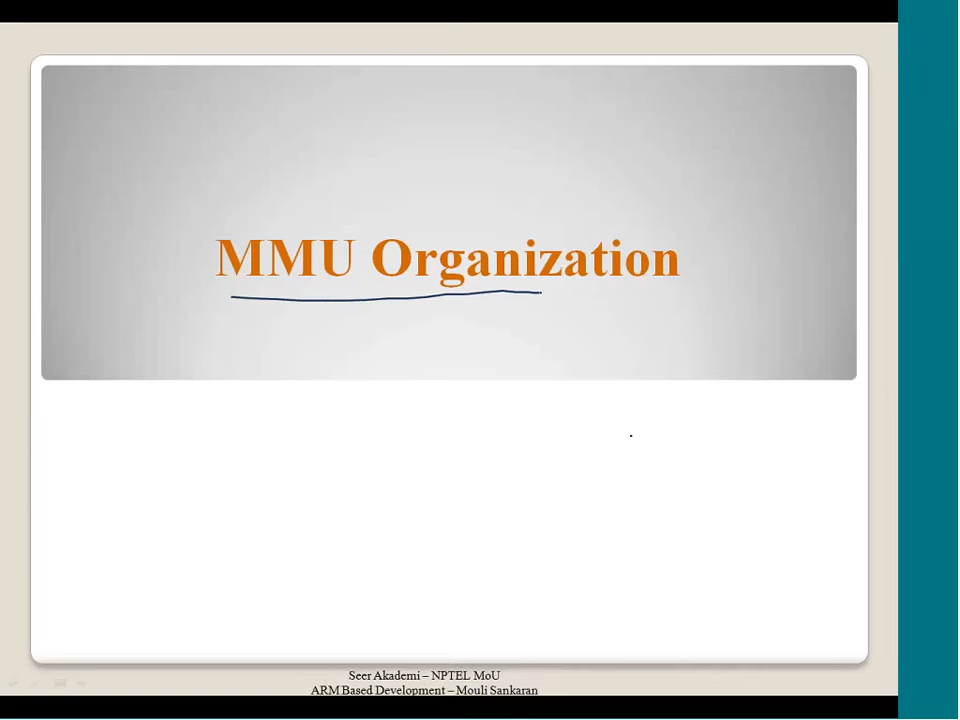 MMU Organization
Seer Akademi – NPTEL MoU
ARM Based Development – Mouli Sankaran